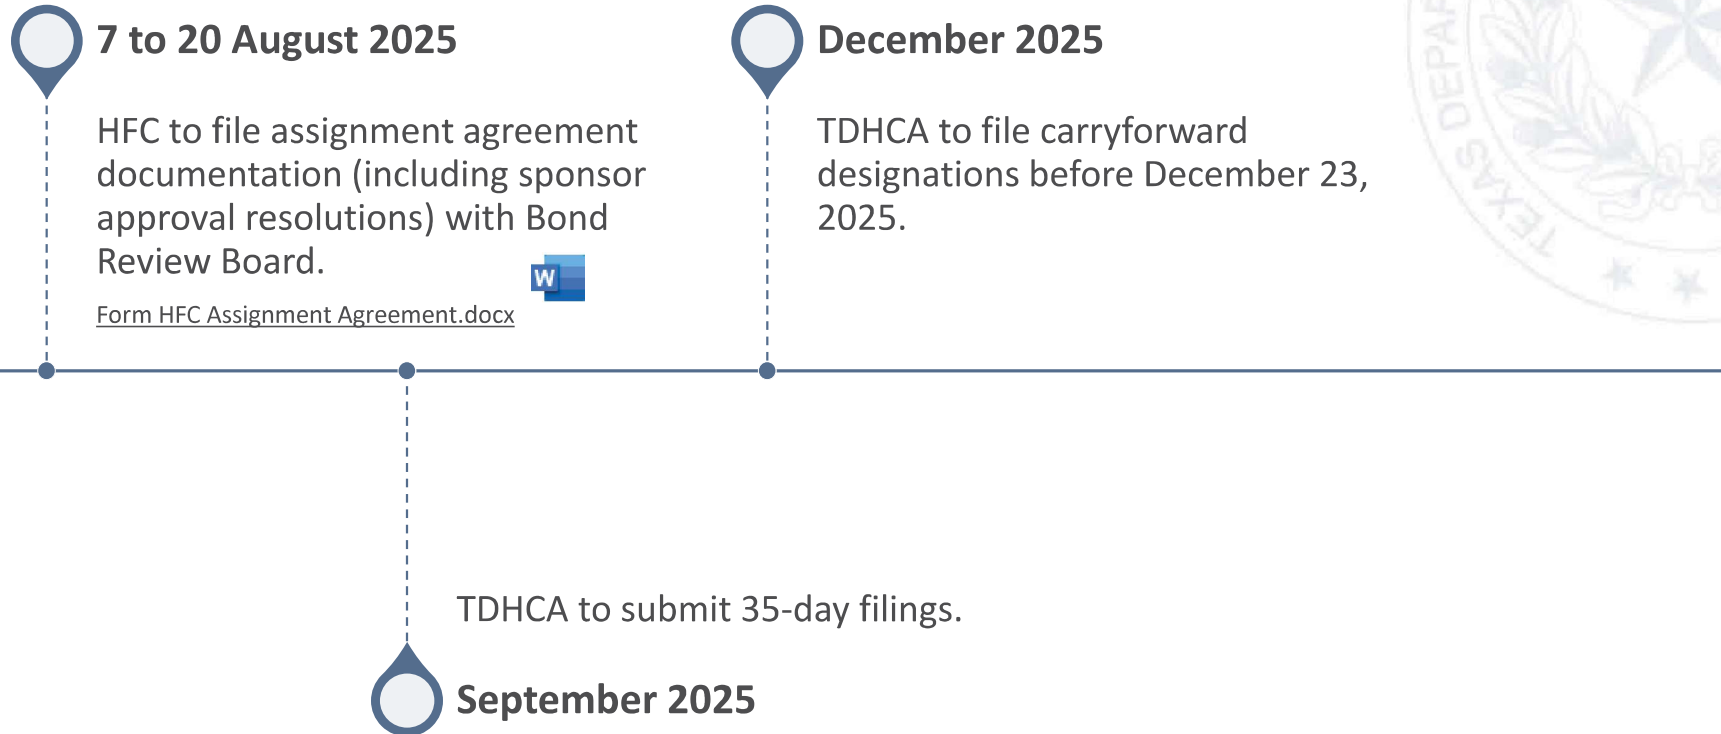 7 to 20 August 2025
HFC to file assignment agreement
documentation (including sponsor
approval resolutions) with Bond
Review Board.
W
Form HFC Assignment Agreement.docx
December 2025
TDHCA to file carryforward
designations before December 23,
2025.
TEXAS DEPAR
TDHCA to submit 35-day filings.
September 2025